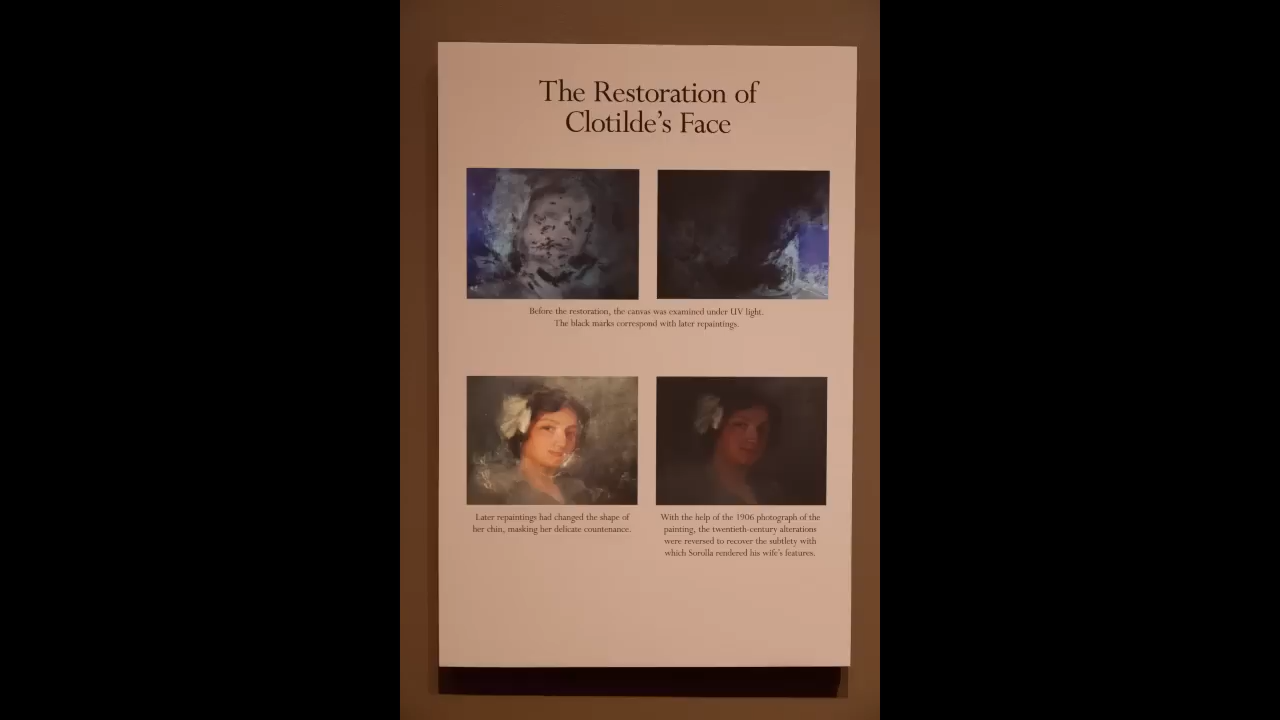 The Restoration of
Clotilde's Face
Before the restoration, the canvas was examined under UV light.
The black marks correspond with later repaintings.
Later repaintings had changed the shape of
her chin, masking her delicate countenance.
With the help of the 1906 photograph of the
painting, the twentieth-century alterations
were reversed to recover the subtlety with
which Sorolla rendered his wife's features.